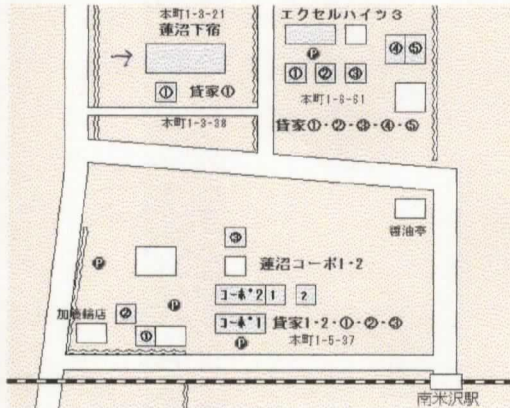 本町1-3-21
蓮沼下宿
① 貸家①
本町1-3-38
エクセルハイツ3
Ⓟ
④ ⑤
① ② ③
本町1-6-61
貸家①・②・③・④・⑤
醤油亭
③
蓮沼コーポ1・2
Ⓟ
コーポ2 1 2
Ⓟ
②
コーポ1 貸家1・2・①・②・③
①
本町1-5-37
Ⓟ
南米沢駅